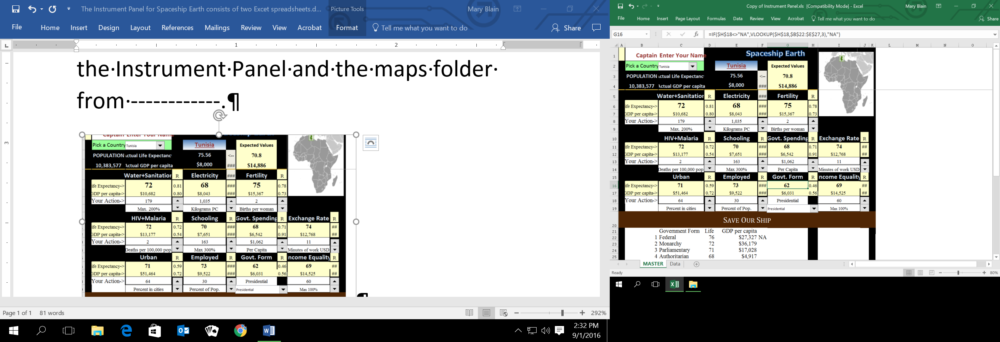 The Instrument Panel for Spaceship Earth consists of two Excet spreadsheets.d... Picture Tools Mary Blain
File Home Insert Design Layout References Mailings Review View Acrobat Format Tell me what you want to do Share
1 2
the·Instrument·Panel·and·the·maps·folder·
from·------------.¶
3
Captain Enter Your Name
Pick a Country Tunisia Tunisia Expected Values
POPULATION Actual Life Expectanc 75.56 <-- 70.8
10,383,577 Actual GDP per capita $8,000 ### $14,886
Water+Sanitation R Electricity ### Fertility R
ife Expectancy-> 72 0.81 68 ### 75 0.78
GDP per capita-> $10,682 0.80 $8,043 ### $15,367 0.73
Your Action-> 179 1,035 2
Max. 200% Kilograms PC Births per woman
HIV+Malaria R Schooling R Govt. Spending R Exchange Rate R
ife Expectancy-> 72 0.72 70 ### 68 0.71 74 ##
GDP per capita-> $13,177 0.54 $7,651 ### $6,542 0.91 $12,768 ##
Your Action-> 2 163 $1,062 11
Deaths per 100,000 pop Max 300% Per Capita Minutes of work USD
Urban R Employed R Govt. Form R ncome Equality R
ife Expectancy-> 71 0.59 73 ### 62 0.46 69 ##
GDP per capita-> $51,464 0.72 $9,522 ### $6,031 0.56 $14,525 ##
Your Action-> 64 30 Presidential 60
Percent in cities Percent of Pop. Presidential Max 100%
Page 1 of 1 81 words 292%
2:32 PM
9/1/2016
Copy of Instrument Panel.xls [Compatibility Mode] - Excel Mary Blain
File Home Insert Page Layout Formulas Data Review View Acrobat Tell me what you want to do Share
G16 fx =IF($H$18<>"NA",VLOOKUP($H$18,$B$22:$E$27,3),"NA")
A B C D E F G H I J K L M N O
1 Captain Enter Your Name Spaceship Earth
2 Pick a Country Tunisia Tunisia Expected Values
3 POPULATION Actual Life Expectanc 75.56 <-- 70.8
4 10,383,577 Actual GDP per capita $8,000 ### $14,886
5 Water+Sanitation R Electricity ### Fertility R
6 ife Expectancy-> 72 0.81 68 ### 75 0.78
7 GDP per capita-> $10,682 0.80 $8,043 ### $15,367 0.73
8 Your Action-> 179 1,035 2
9 Max. 200% Kilograms PC Births per woman
10 HIV+Malaria R Schooling R Govt. Spending R Exchange Rate R
11 ife Expectancy-> 72 0.72 70 ### 68 0.71 74 ##
12 GDP per capita-> $13,177 0.54 $7,651 ### $6,542 0.91 $12,768 ##
13 Your Action-> 2 163 $1,062 11
14 Deaths per 100,000 pop Max 300% Per Capita Minutes of work USD
15 Urban R Employed R Govt. Form R ncome Equality R
16 ife Expectancy-> 71 0.59 73 ### 62 0.46 69 ##
17 GDP per capita-> $51,464 0.72 $9,522 ### $6,031 0.56 $14,525 ##
18 Your Action-> 64 30 Presidential 60
19 Percent in cities Percent of Pop. Presidential Max 100%
20 SAVE OUR SHIP
21 Government Form Life GDP per capita
22 1 Federal 76 $27,327 NA
23 2 Monarchy 72 $36,179
24 3 Parliamentary 71 $17,028
25 4 Authoritarian 68 $4,917
MASTER Data
Ready 80%